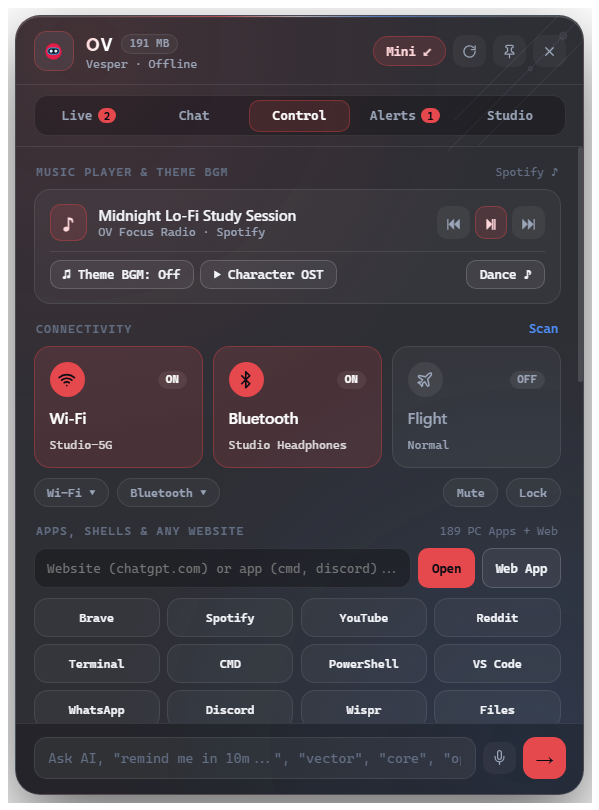 OV 191 MB
Vesper · Offline
Mini ↙
Live 2 Chat Control Alerts 1 Studio
MUSIC PLAYER & THEME BGM Spotify ♪
Midnight Lo-Fi Study Session
OV Focus Radio · Spotify
♫ Theme BGM: Off ▶ Character OST Dance ♪
CONNECTIVITY Scan
ON ON OFF
Wi-Fi Bluetooth Flight
Studio-5G Studio Headphones Normal
Wi-Fi ▾ Bluetooth ▾ Mute Lock
APPS, SHELLS & ANY WEBSITE 189 PC Apps + Web
Website (chatgpt.com) or app (cmd, discord)... Open Web App
Brave Spotify YouTube Reddit
Terminal CMD PowerShell VS Code
WhatsApp Discord Wispr Files
Ask AI, "remind me in 10m...", "vector", "core", "o →